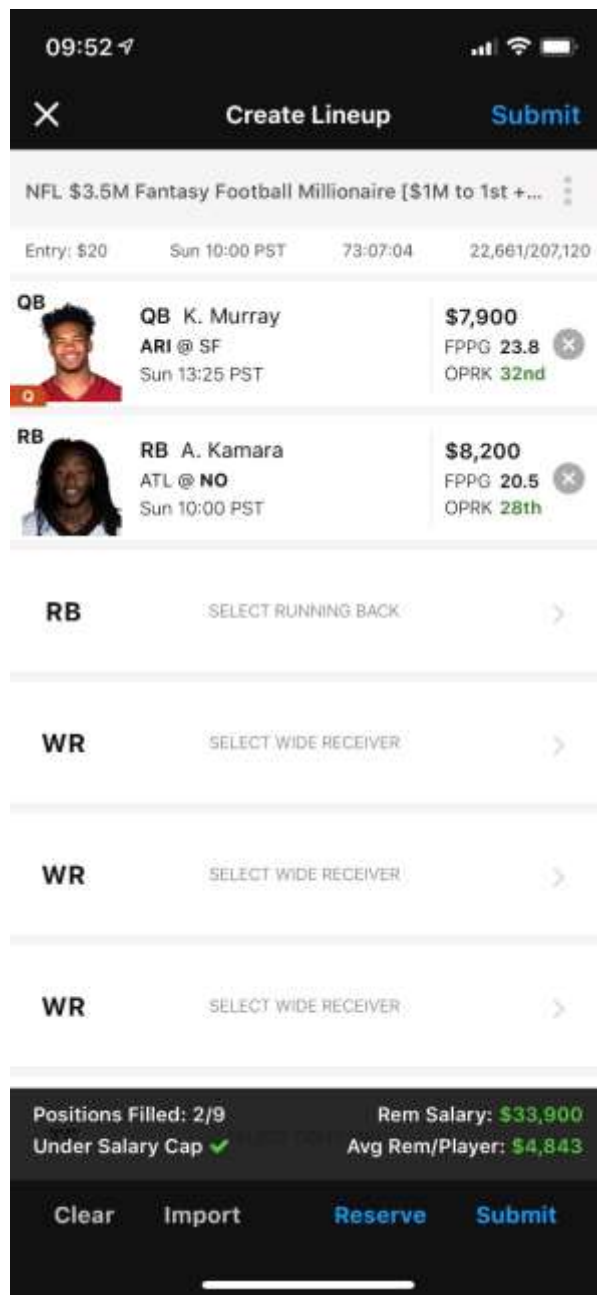 09:52
Create Lineup
Submit
NFL $3.5M Fantasy Football Millionaire [$1M to 1st +...
Entry: $20 Sun 10:00 PST 73:07:04 22,661/207,120
QB
QB K. Murray $7,900
ARI @ SF FPPG 23.8
Sun 13:25 PST OPRK 32nd
Q
RB
RB A. Kamara $8,200
ATL @ NO FPPG 20.5
Sun 10:00 PST OPRK 28th
RB SELECT RUNNING BACK
WR SELECT WIDE RECEIVER
WR SELECT WIDE RECEIVER
WR SELECT WIDE RECEIVER
Positions Filled: 2/9 Rem Salary: $33,900
Under Salary Cap Avg Rem/Player: $4,843
Clear Import Reserve Submit